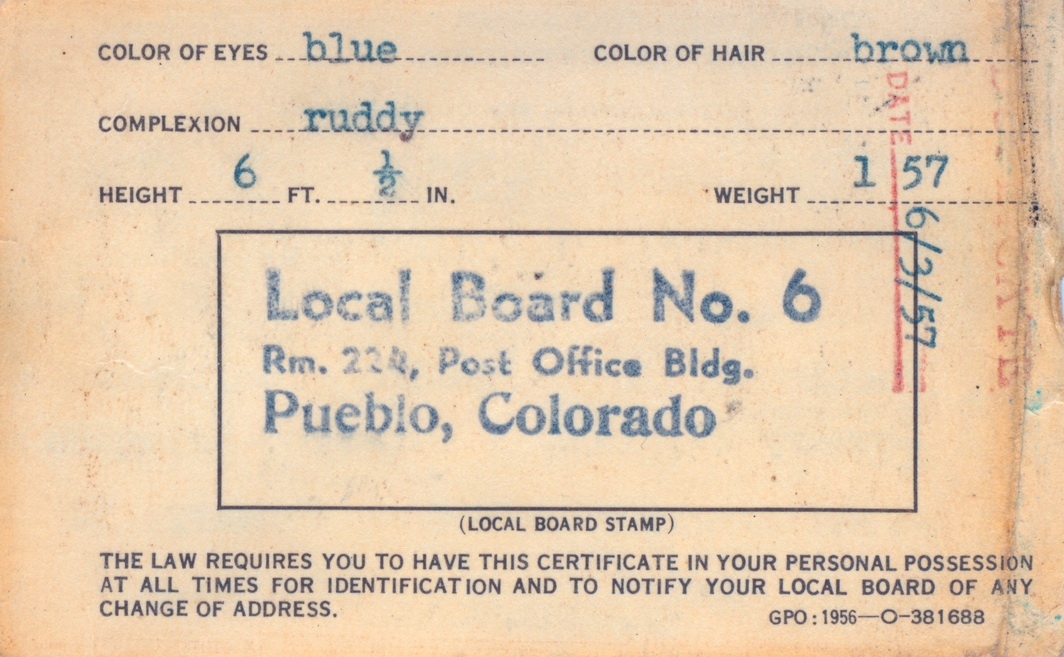 COLOR OF EYES blue COLOR OF HAIR brown
COMPLEXION ruddy
HEIGHT 6 FT. 1/2 IN. WEIGHT 157
DATE 6/3/57
Local Board No. 6
Rm. 224, Post Office Bldg.
Pueblo, Colorado
(LOCAL BOARD STAMP)
THE LAW REQUIRES YOU TO HAVE THIS CERTIFICATE IN YOUR PERSONAL POSSESSION
AT ALL TIMES FOR IDENTIFICATION AND TO NOTIFY YOUR LOCAL BOARD OF ANY
CHANGE OF ADDRESS.
GPO : 1956—O-381688